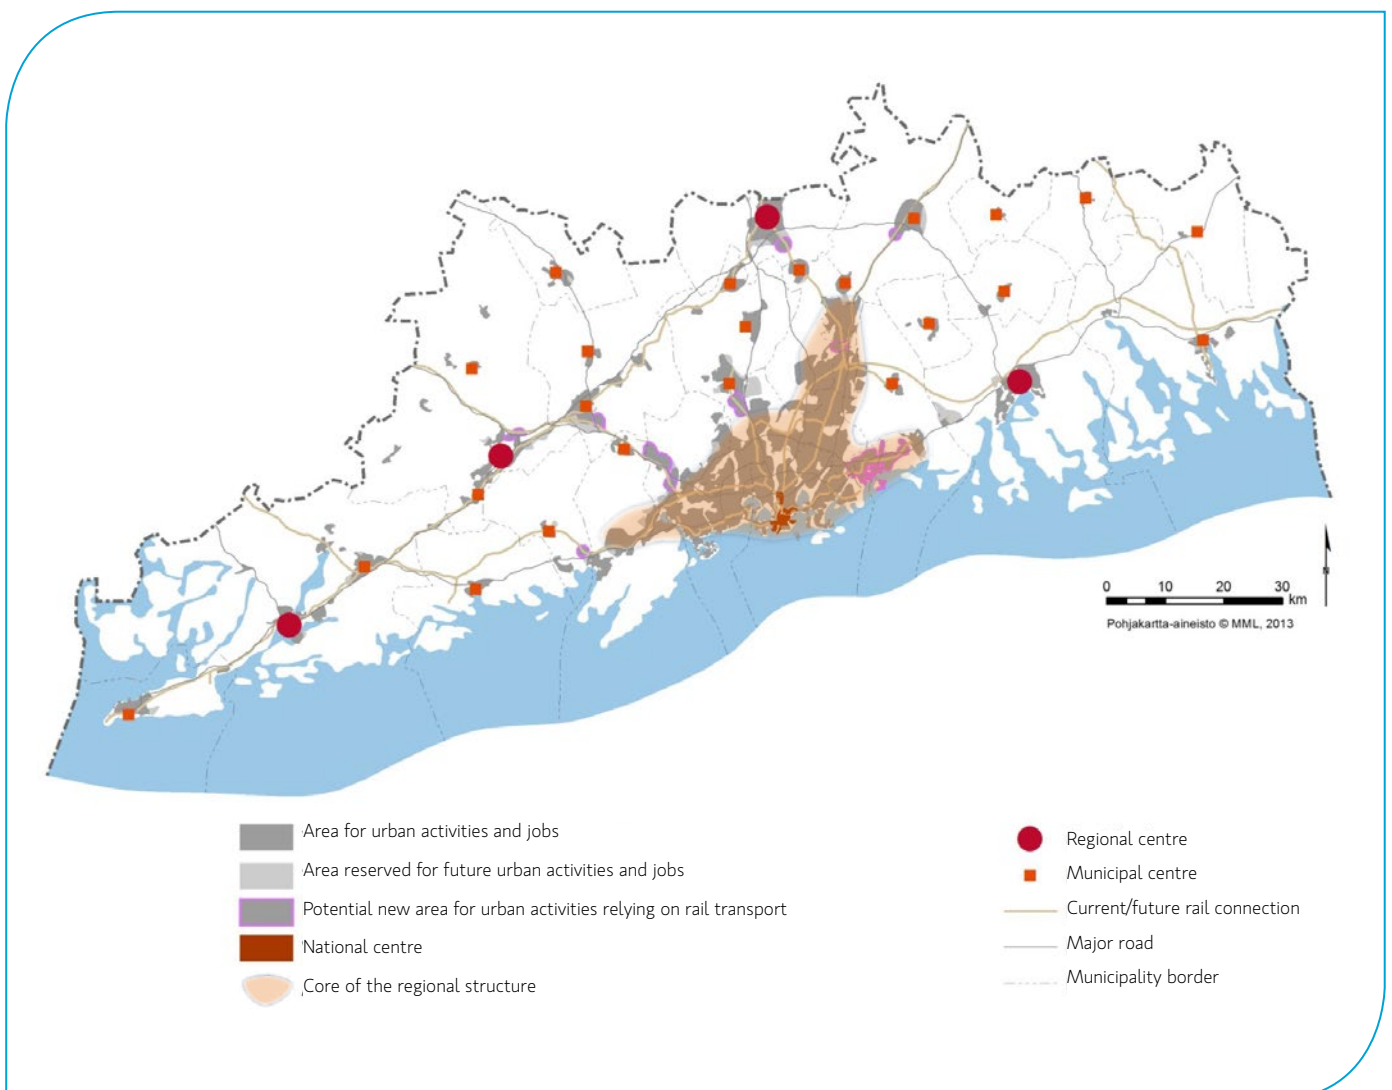 0 10 20 30
km
Pohjakartta-aineisto © MML, 2013
Area for urban activities and jobs
Area reserved for future urban activities and jobs
Potential new area for urban activities relying on rail transport
National centre
Core of the regional structure
Regional centre
Municipal centre
Current/future rail connection
Major road
Municipality border